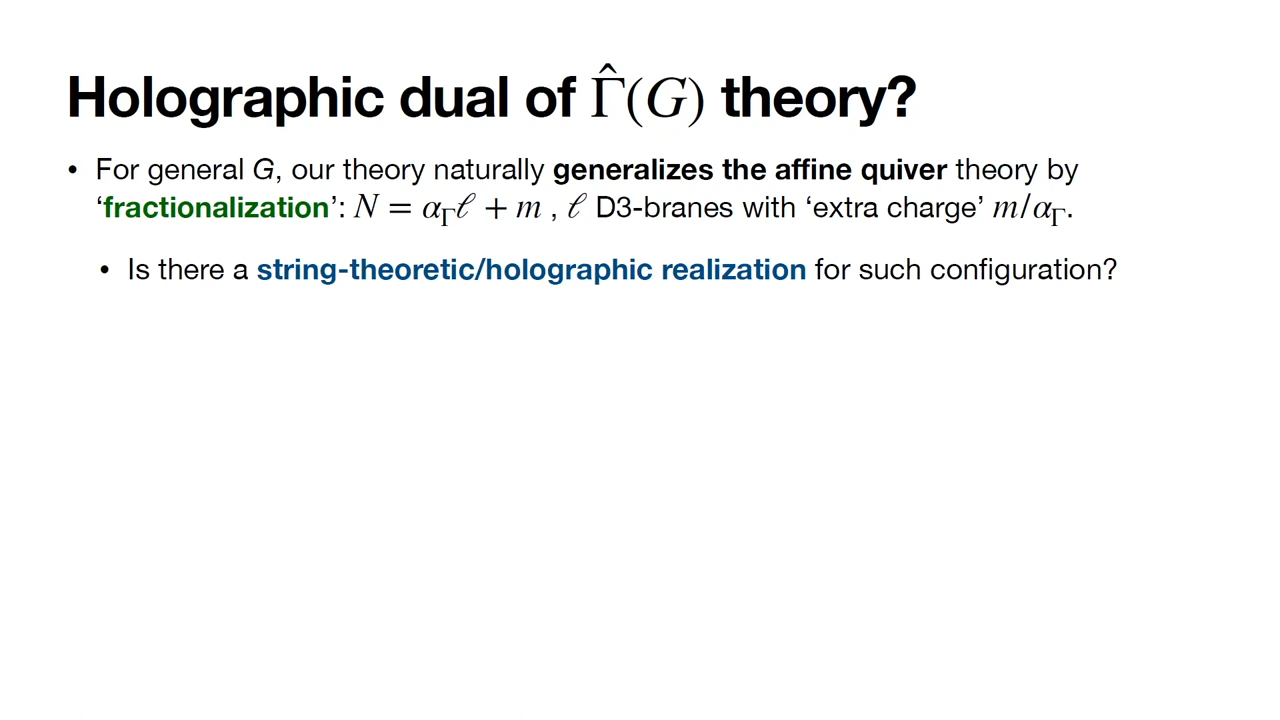 Holographic dual of Γ̂(G) theory?
• For general G, our theory naturally generalizes the affine quiver theory by
‘fractionalization’: N = α_Γ ℓ + m , ℓ D3-branes with ‘extra charge’ m/α_Γ.
• Is there a string-theoretic/holographic realization for such configuration?